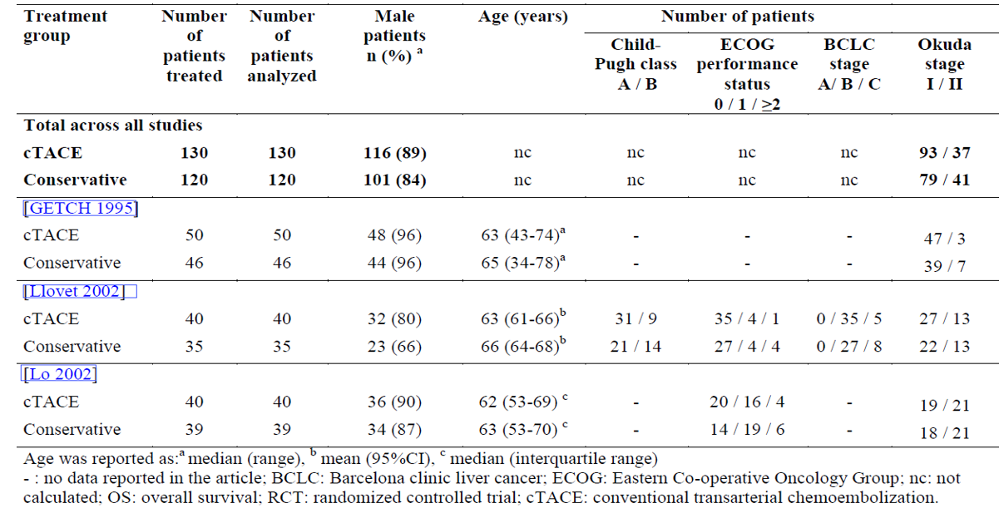 Treatment group Number of patients treated Number of patients analyzed Male patients n (%) a Age (years) Number of patients
Child-Pugh class A / B ECOG performance status 0 / 1 / ≥2 BCLC stage A/ B / C Okuda stage I / II
Total across all studies
cTACE 130 130 116 (89) nc nc nc nc 93 / 37
Conservative 120 120 101 (84) nc nc nc nc 79 / 41
[GETCH 1995]
cTACE 50 50 48 (96) 63 (43-74)a - - - 47 / 3
Conservative 46 46 44 (96) 65 (34-78)a - - - 39 / 7
[Llovet 2002]
cTACE 40 40 32 (80) 63 (61-66)b 31 / 9 35 / 4 / 1 0 / 35 / 5 27 / 13
Conservative 35 35 23 (66) 66 (64-68)b 21 / 14 27 / 4 / 4 0 / 27 / 8 22 / 13
[Lo 2002]
cTACE 40 40 36 (90) 62 (53-69) c - 20 / 16 / 4 - 19 / 21
Conservative 39 39 34 (87) 63 (53-70) c - 14 / 19 / 6 - 18 / 21
Age was reported as:a median (range), b mean (95%CI), c median (interquartile range)
- : no data reported in the article; BCLC: Barcelona clinic liver cancer; ECOG: Eastern Co-operative Oncology Group; nc: not
calculated; OS: overall survival; RCT: randomized controlled trial; cTACE: conventional transarterial chemoembolization.